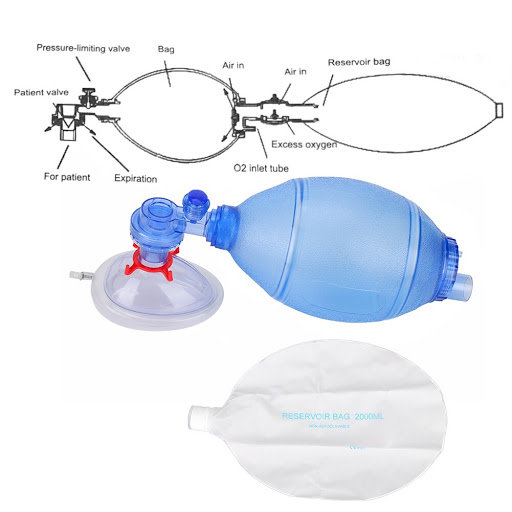 Pressure-limiting valve
Bag
Air in
Air in
Reservoir bag
Patient valve
Excess oxygen
O2 inlet tube
For patient
Expiration
RESERVOIR BAG 2000ML